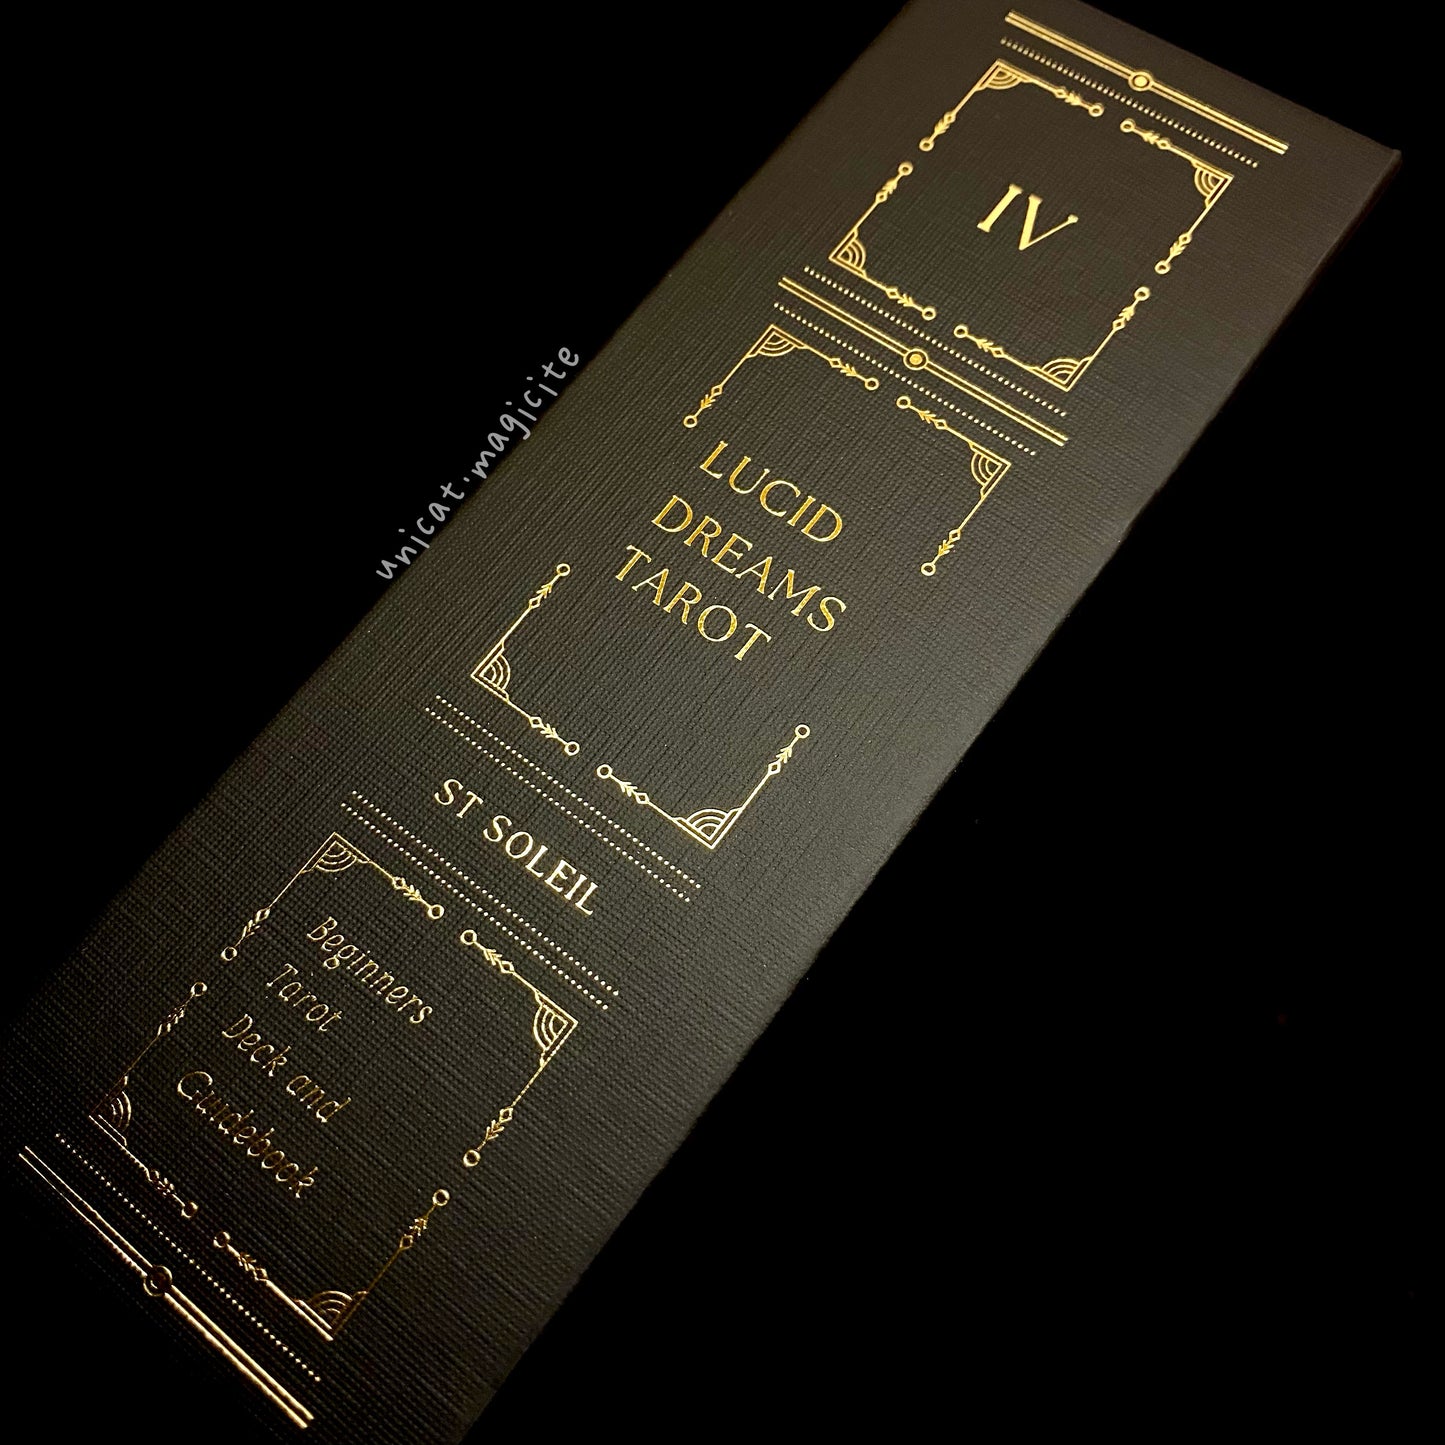 IV
LUCID
DREAMS
TAROT
ST SOLEIL
Beginners
Tarot
Deck and
Guidebook
unicat.magicite